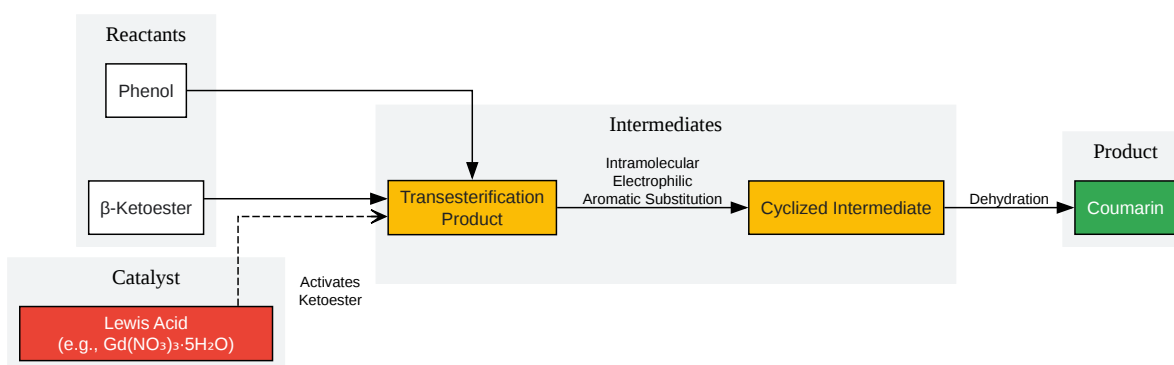 Reactants
Phenol
β-Ketoester
Catalyst
Lewis Acid
(e.g., Gd(NO₃)₃·5H₂O)
Activates
Ketoester
Intermediates
Transesterification
Product
Intramolecular
Electrophilic
Aromatic Substitution
Cyclized Intermediate
Dehydration
Product
Coumarin